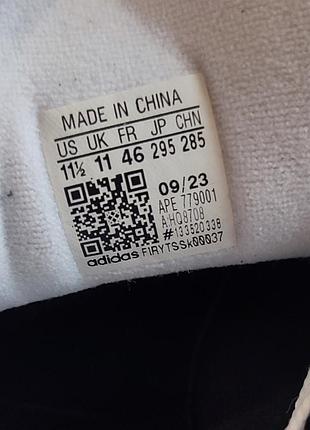 MADE IN CHINA
US UK FR JP CHN
11½ 11 46 295 285
09/23
APE 779001
A.HQ8708
#133520338
adidas FIRYTSSK00037